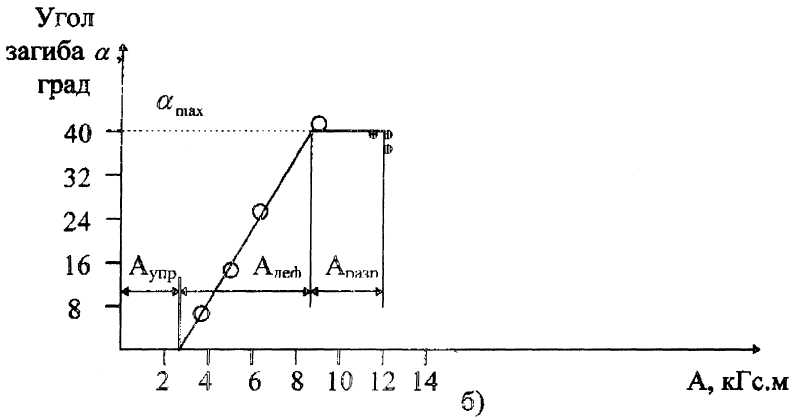 Угол
загиба α,
град
α max
40
32
24
16
8
А упр
А деф
А разр
2 4 6 8 10 12 14
А, кГс.м
б)